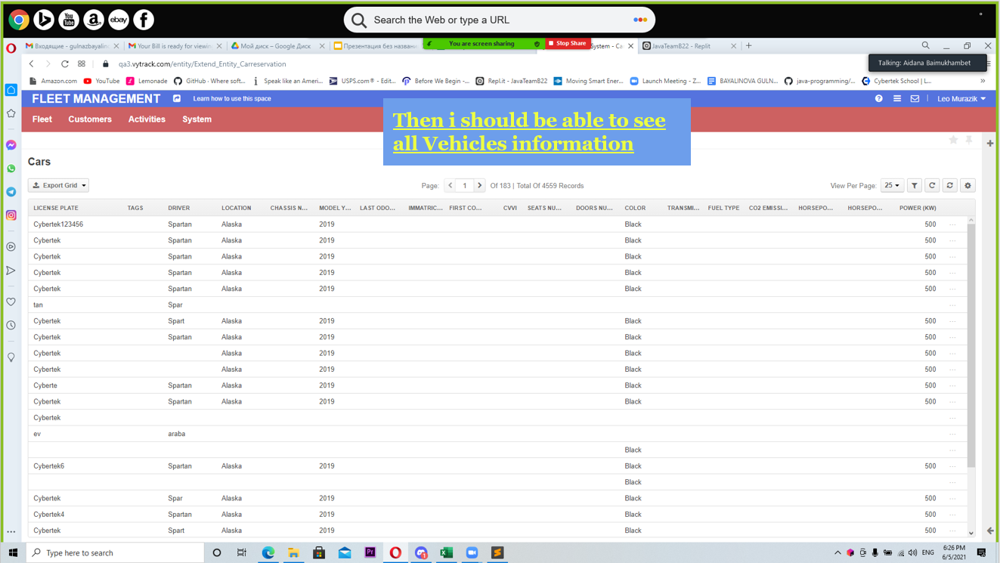 You Tube
a
ebay
f
Search the Web or type a URL
Входящие - gulnazbayalin
Your Bill is ready for viewing
Мой диск – Google Диск
Презентация без названи
You are screen sharing
Stop Share
System - Ca
JavaTeamB22 - Replit
qa3.vytrack.com/entity/Extend_Entity_Carreservation
Talking: Aidana Baimukhambet
Amazon.com YouTube Lemonade GitHub · Where soft... Speak like an Ameri... USPS.com® - Edit... Before We Begin -... Repl.it - JavaTeamB22 Moving Smart Ener... Launch Meeting - Z... BAYALINOVA GULN... java-programming/... Cybertek School | L... »
FLEET MANAGEMENT Learn how to use this space Leo Murazik
Fleet Customers Activities System
Then i should be able to see
all Vehicles information
Cars
Export Grid Page: 1 Of 183 | Total Of 4559 Records View Per Page: 25
LICENSE PLATE TAGS DRIVER LOCATION CHASSIS N... MODEL Y... LAST ODO... IMMATRIC... FIRST CO... CVVI SEATS NU... DOORS NU... COLOR TRANSMI... FUEL TYPE CO2 EMISSI... HORSEPO... HORSEPO... POWER (KW)
Cybertek123456 Spartan Alaska 2019 Black 500 ...
Cybertek Spartan Alaska 2019 Black 500 ...
Cybertek Spartan Alaska 2019 Black 500 ...
Cybertek Spartan Alaska 2019 Black 500 ...
Cybertek Spartan Alaska 2019 Black 500 ...
tan Spar ...
Cybertek Spart Alaska 2019 Black 500 ...
Cybertek Spartan Alaska 2019 Black 500 ...
Cybertek Alaska 2019 Black 500 ...
Cybertek Alaska 2019 Black 500 ...
Cyberte Spartan Alaska 2019 Black 500 ...
Cybertek Spartan Alaska 2019 Black 500 ...
Cybertek ...
ev araba ...
Black ...
Cybertek6 Spartan Alaska 2019 Black 500 ...
Black ...
Cybertek Spar Alaska 2019 Black 500 ...
Cybertek4 Spartan Alaska 2019 Black 500 ...
Cybertek Spart Alaska 2019 Black 500 ...
Type here to search
Pr
1
ENG
6:26 PM
6/5/2021